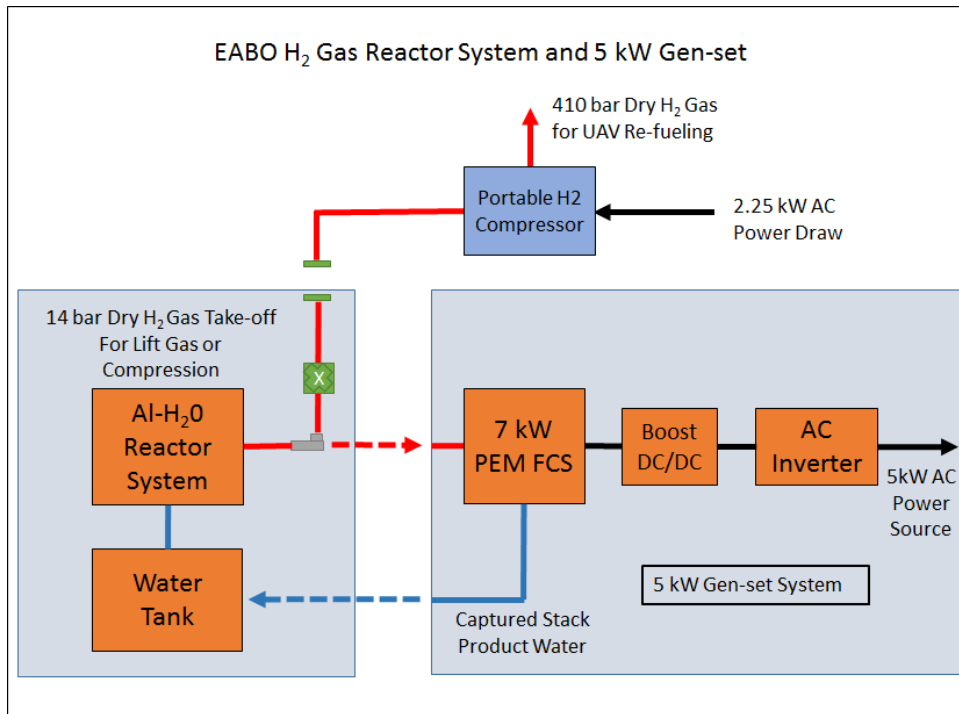 EABO H₂ Gas Reactor System and 5 kW Gen-set
410 bar Dry H₂ Gas
for UAV Re-fueling
Portable H2
Compressor
2.25 kW AC
Power Draw
14 bar Dry H₂ Gas Take-off
For Lift Gas or
Compression
X
Al-H₂0
Reactor
System
7 kW
PEM FCS
Boost
DC/DC
AC
Inverter
5kW AC
Power
Source
Water
Tank
Captured Stack
Product Water
5 kW Gen-set System